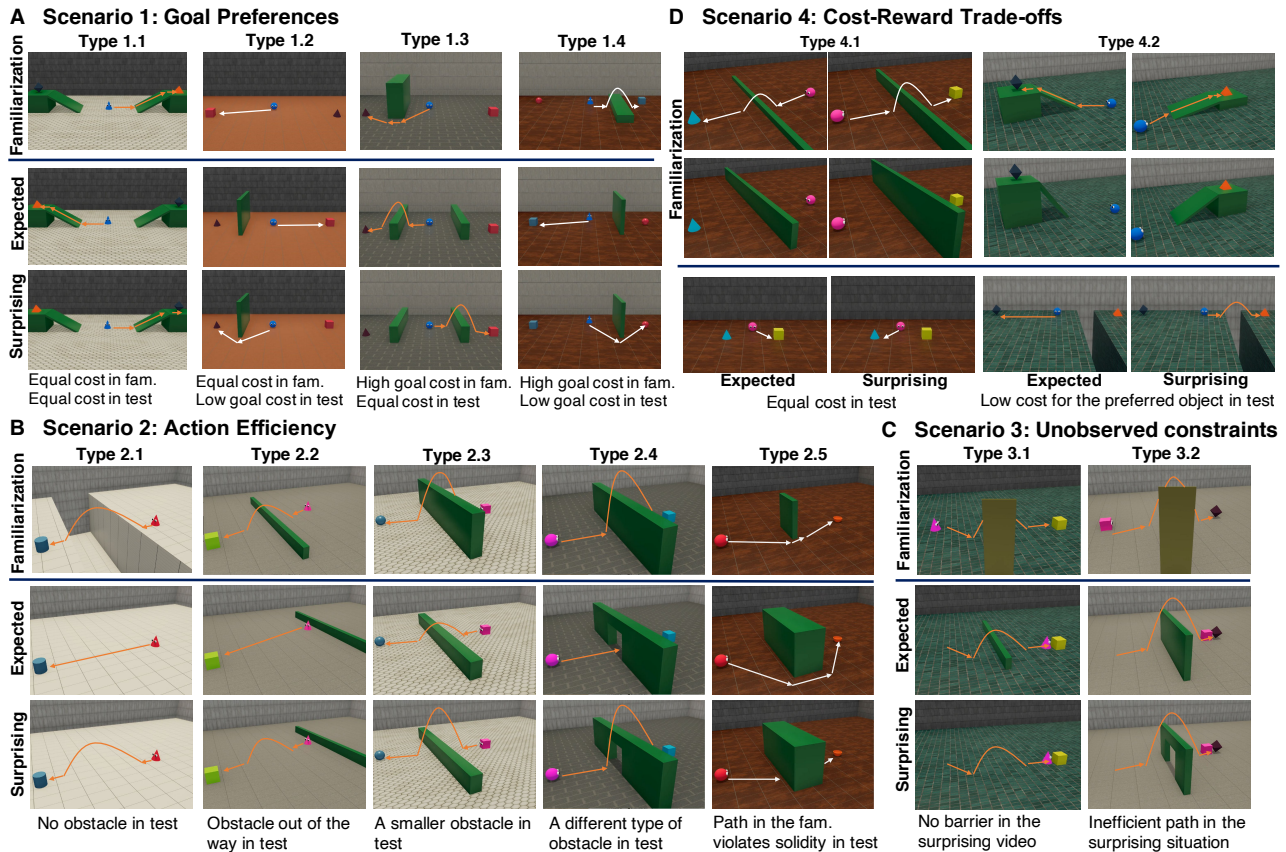 A Scenario 1: Goal Preferences
Type 1.1 Type 1.2 Type 1.3 Type 1.4
Familiarization
Expected
Surprising
Equal cost in fam.
Equal cost in test
Equal cost in fam.
Low goal cost in test
High goal cost in fam.
Equal cost in test
High goal cost in fam.
Low goal cost in test
D Scenario 4: Cost-Reward Trade-offs
Type 4.1 Type 4.2
Familiarization
Expected Surprising Expected Surprising
Equal cost in test
Low cost for the preferred object in test
B Scenario 2: Action Efficiency
Type 2.1 Type 2.2 Type 2.3 Type 2.4 Type 2.5
Familiarization
Expected
Surprising
No obstacle in test
Obstacle out of the
way in test
A smaller obstacle in
test
A different type of
obstacle in test
Path in the fam.
violates solidity in test
C Scenario 3: Unobserved constraints
Type 3.1 Type 3.2
Familiarization
Expected
Surprising
No barrier in the
surprising video
Inefficient path in the
surprising situation